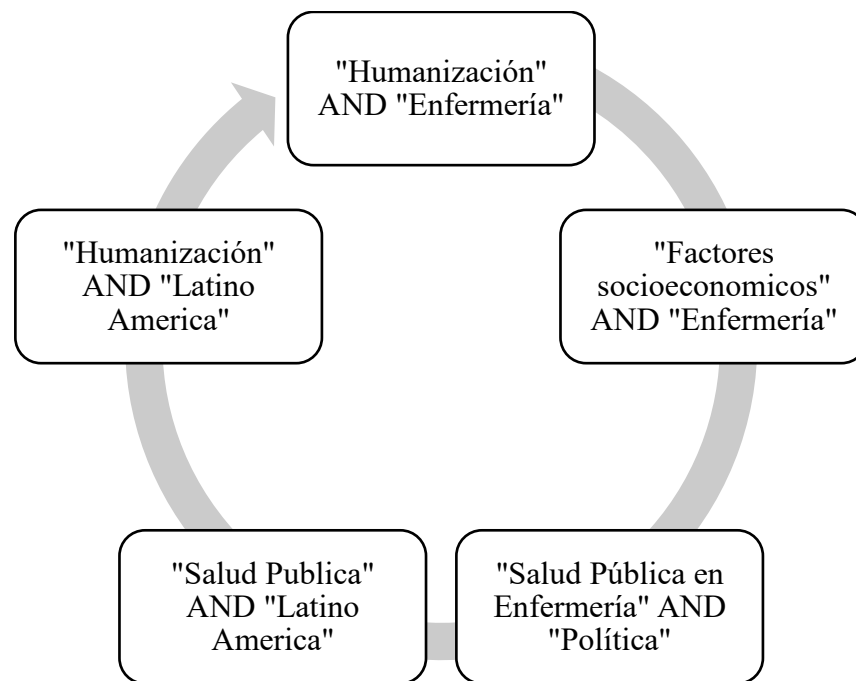 "Humanización"
AND "Enfermería"
"Factores
socioeconomicos"
AND "Enfermería"
"Salud Pública en
Enfermería" AND
"Política"
"Salud Publica"
AND "Latino
America"
"Humanización"
AND "Latino
America"